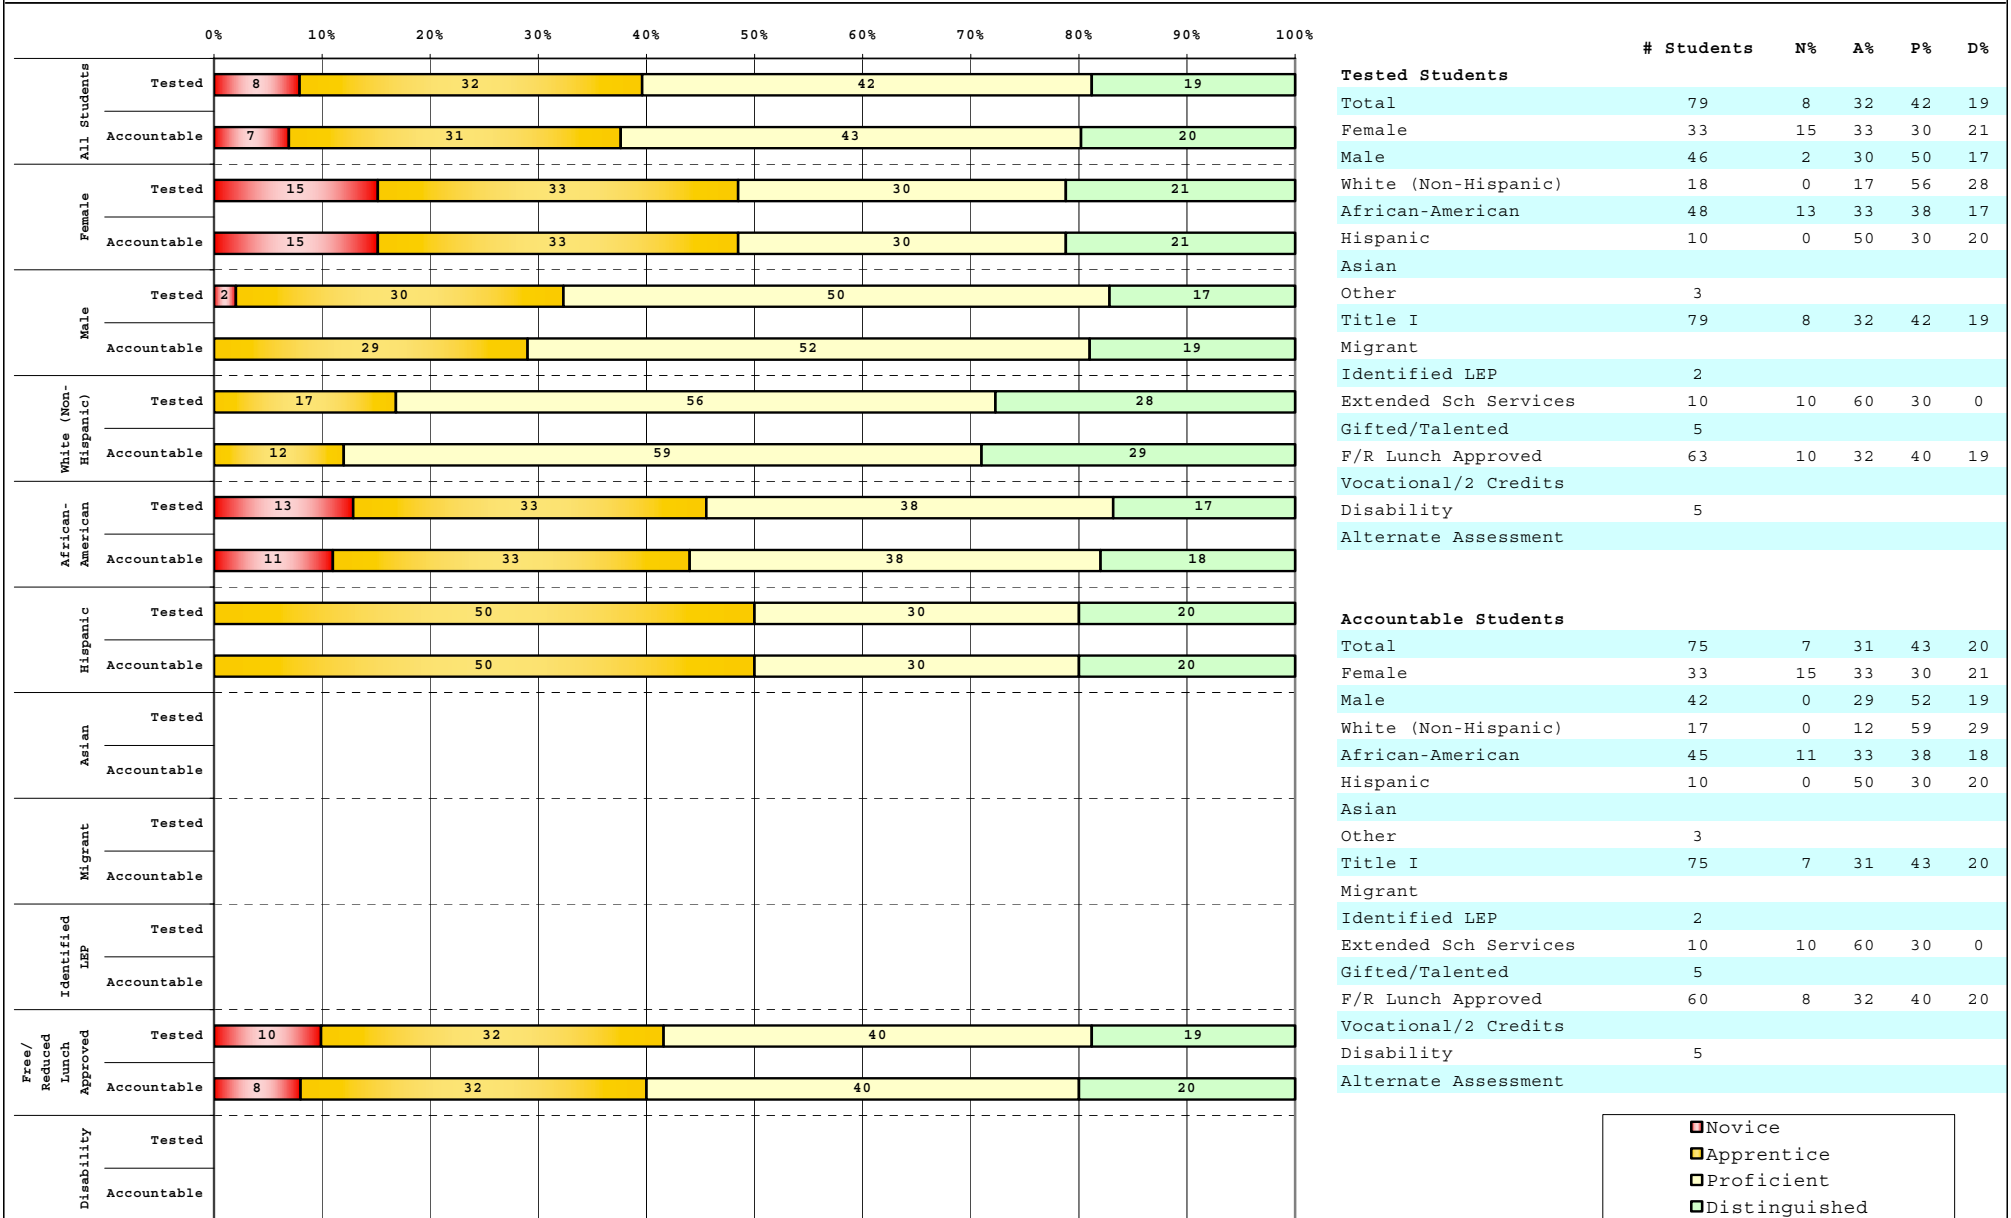 0% 10% 20% 30% 40% 50% 60% 70% 80% 90% 100%
All Students
Tested 8 32 42 19
Accountable 7 31 43 20
Female
Tested 15 33 30 21
Accountable 15 33 30 21
Male
Tested 2 30 50 17
Accountable 29 52 19
White (Non-
Hispanic)
Tested 17 56 28
Accountable 12 59 29
African-
American
Tested 13 33 38 17
Accountable 11 33 38 18
Hispanic
Tested 50 30 20
Accountable 50 30 20
Asian
Tested
Accountable
Migrant
Tested
Accountable
Identified
LEP
Tested
Accountable
Free/
Reduced
Lunch
Approved
Tested 10 32 40 19
Accountable 8 32 40 20
Disability
Tested
Accountable
# Students N% A% P% D%
Tested Students
Total 79 8 32 42 19
Female 33 15 33 30 21
Male 46 2 30 50 17
White (Non-Hispanic) 18 0 17 56 28
African-American 48 13 33 38 17
Hispanic 10 0 50 30 20
Asian
Other 3
Title I 79 8 32 42 19
Migrant
Identified LEP 2
Extended Sch Services 10 10 60 30 0
Gifted/Talented 5
F/R Lunch Approved 63 10 32 40 19
Vocational/2 Credits
Disability 5
Alternate Assessment
Accountable Students
Total 75 7 31 43 20
Female 33 15 33 30 21
Male 42 0 29 52 19
White (Non-Hispanic) 17 0 12 59 29
African-American 45 11 33 38 18
Hispanic 10 0 50 30 20
Asian
Other 3
Title I 75 7 31 43 20
Migrant
Identified LEP 2
Extended Sch Services 10 10 60 30 0
Gifted/Talented 5
F/R Lunch Approved 60 8 32 40 20
Vocational/2 Credits
Disability 5
Alternate Assessment
Novice
Apprentice
Proficient
Distinguished